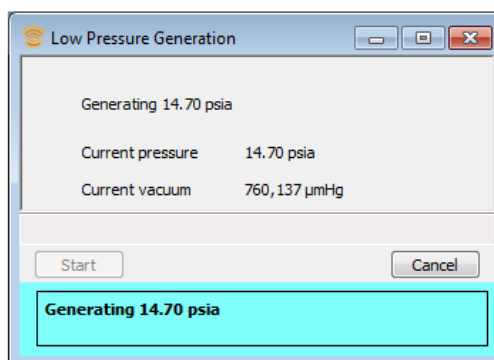 Low Pressure Generation
Generating 14.70 psia
Current pressure 14.70 psia
Current vacuum 760,137 µmHg
Start Cancel
Generating 14.70 psia